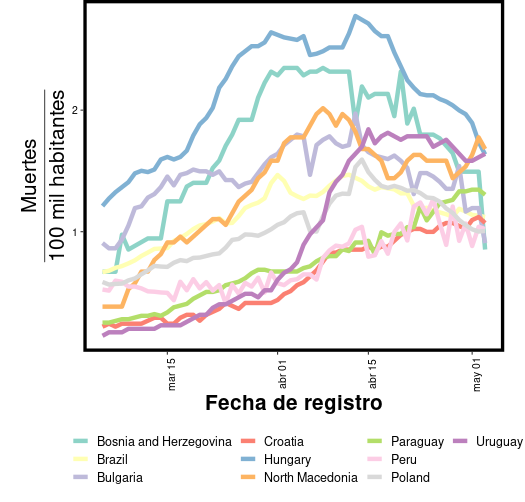 Muertes
100 mil habitantes
2
1
mar 15
abr 01
abr 15
may 01
Fecha de registro
Bosnia and Herzegovina
Croatia
Paraguay
Uruguay
Brazil
Hungary
Peru
Bulgaria
North Macedonia
Poland